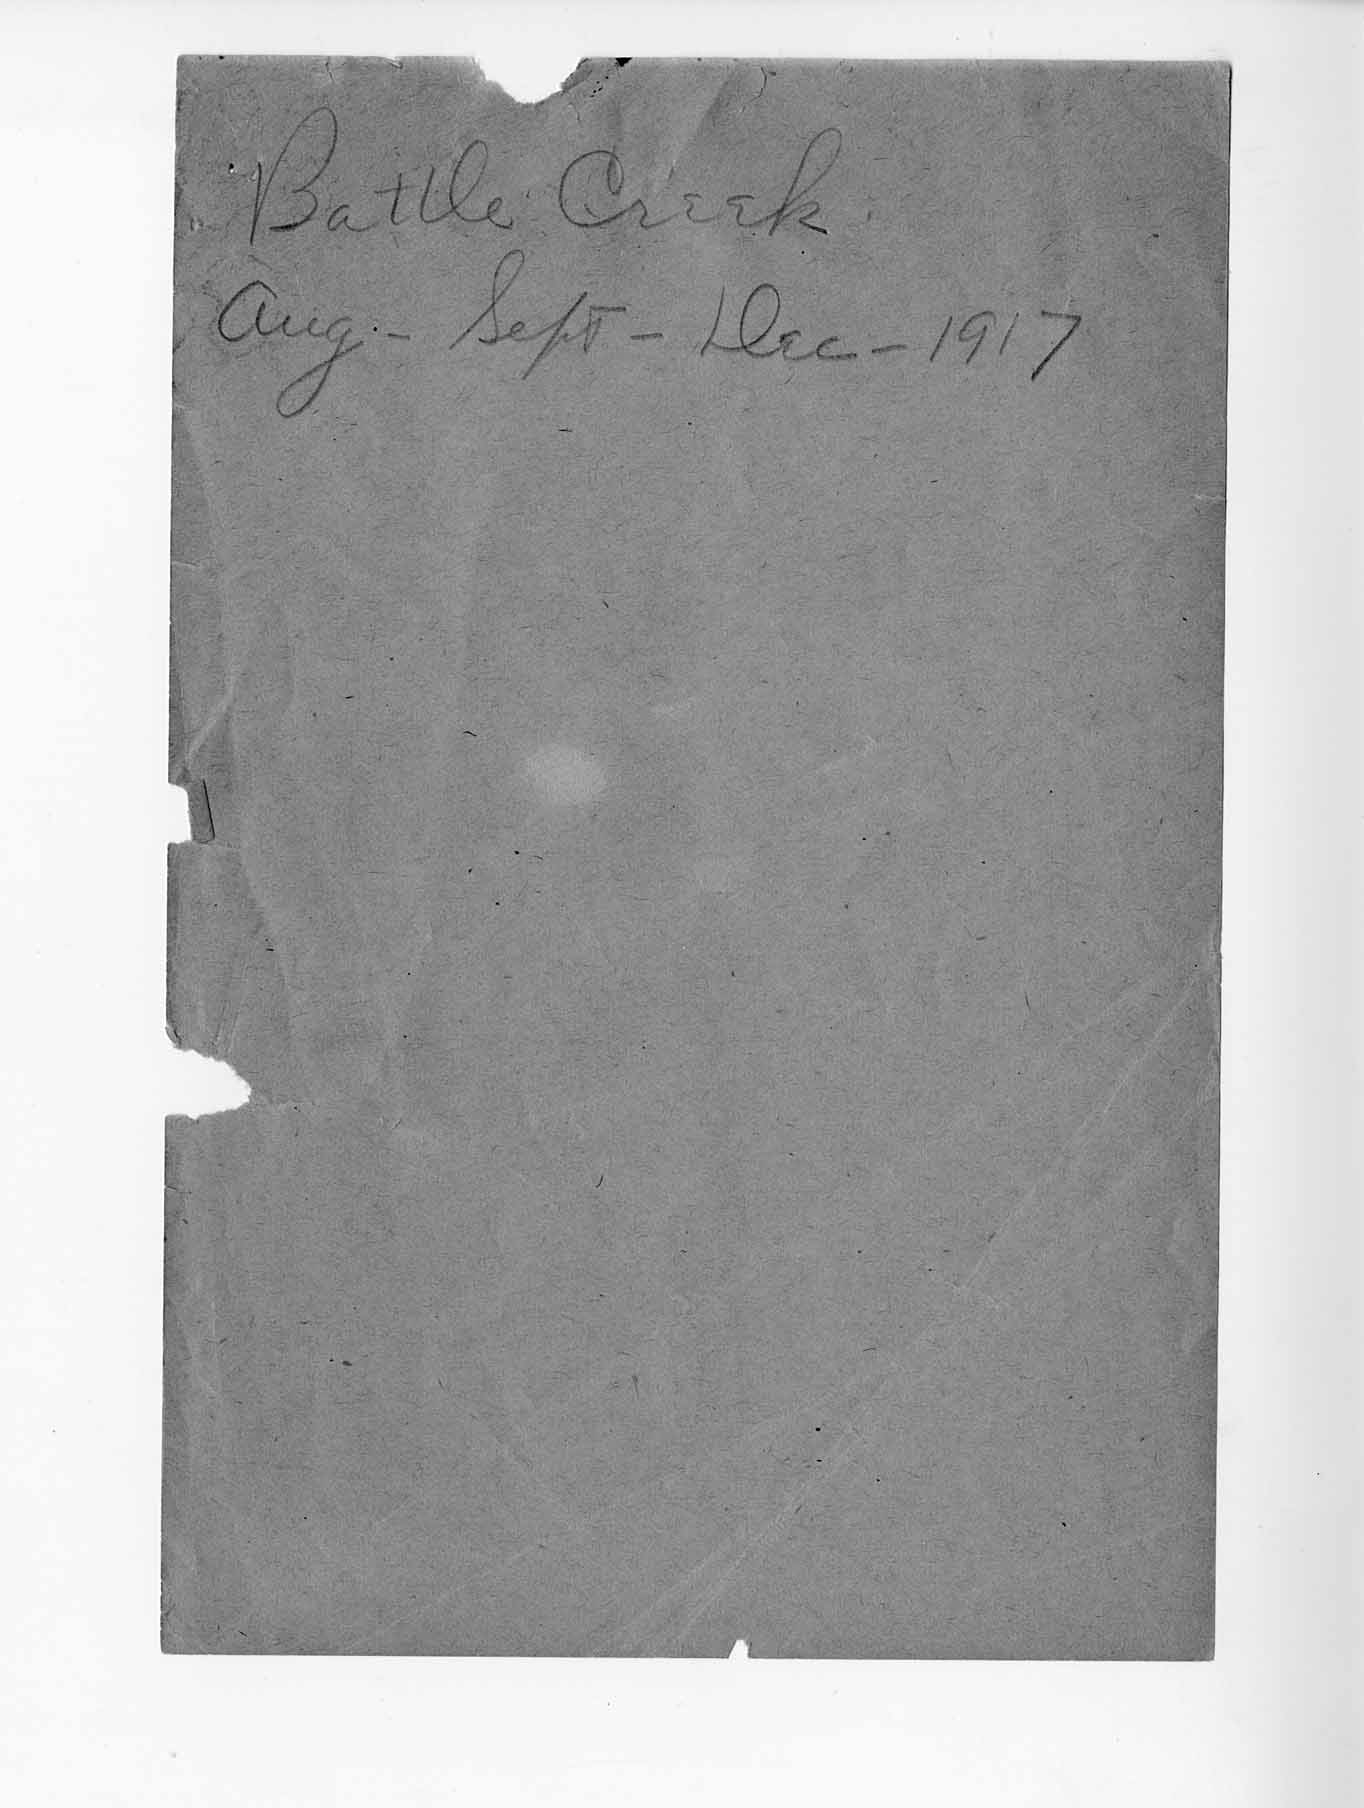 Battle Creek
Aug. - Sept - Dec - 1917